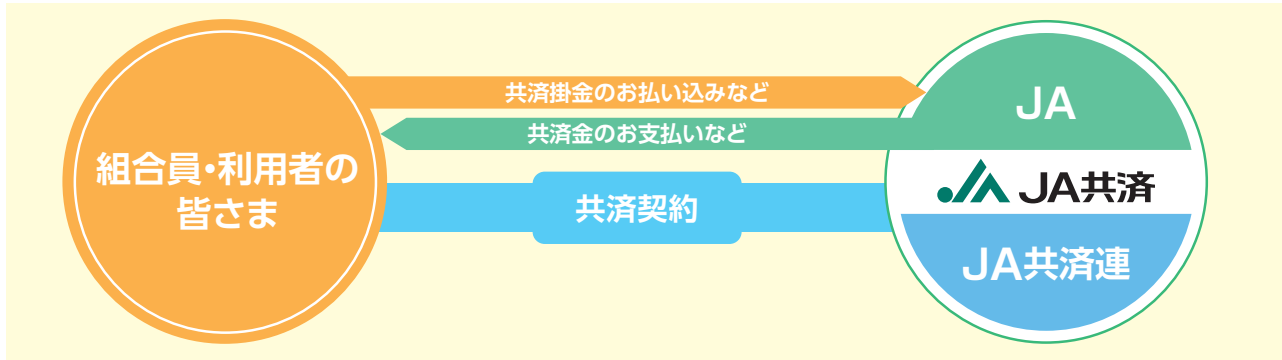 組合員・利用者の
皆さま
共済掛金のお払い込みなど
共済金のお支払いなど
共済契約
JA
JA共済
JA共済連